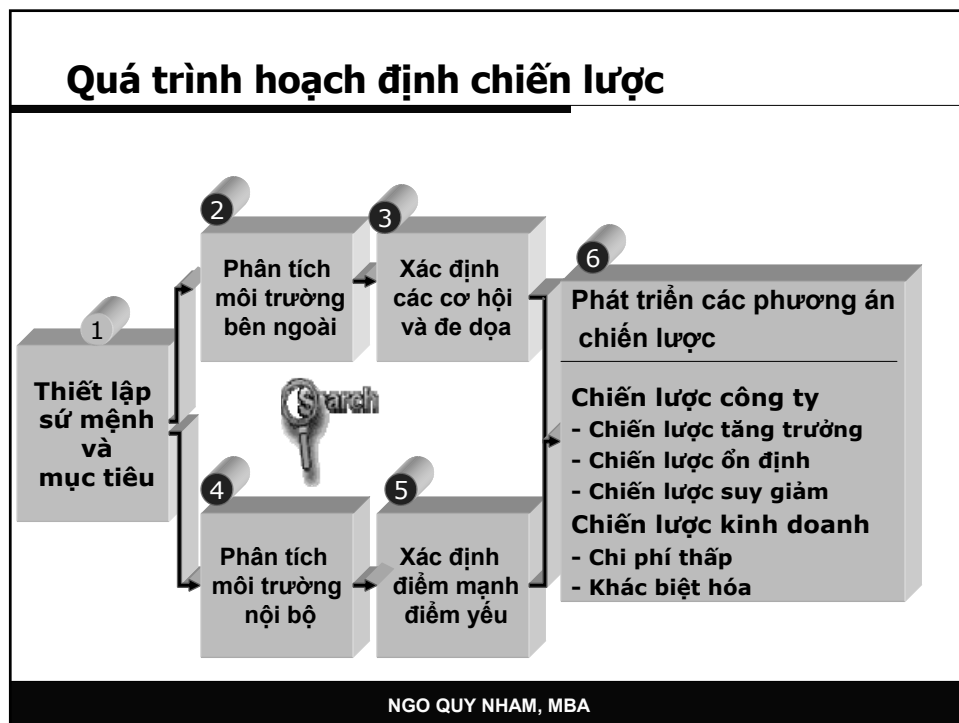 Quá trình hoạch định chiến lược
1
Thiết lập
sứ mệnh
và
mục tiêu
2
Phân tích
môi trường
bên ngoài
3
Xác định
các cơ hội
và đe dọa
Search
4
Phân tích
môi trường
nội bộ
5
Xác định
điểm mạnh
điểm yếu
6
Phát triển các phương án
chiến lược
Chiến lược công ty
- Chiến lược tăng trưởng
- Chiến lược ổn định
- Chiến lược suy giảm
Chiến lược kinh doanh
- Chi phí thấp
- Khác biệt hóa
NGO QUY NHAM, MBA